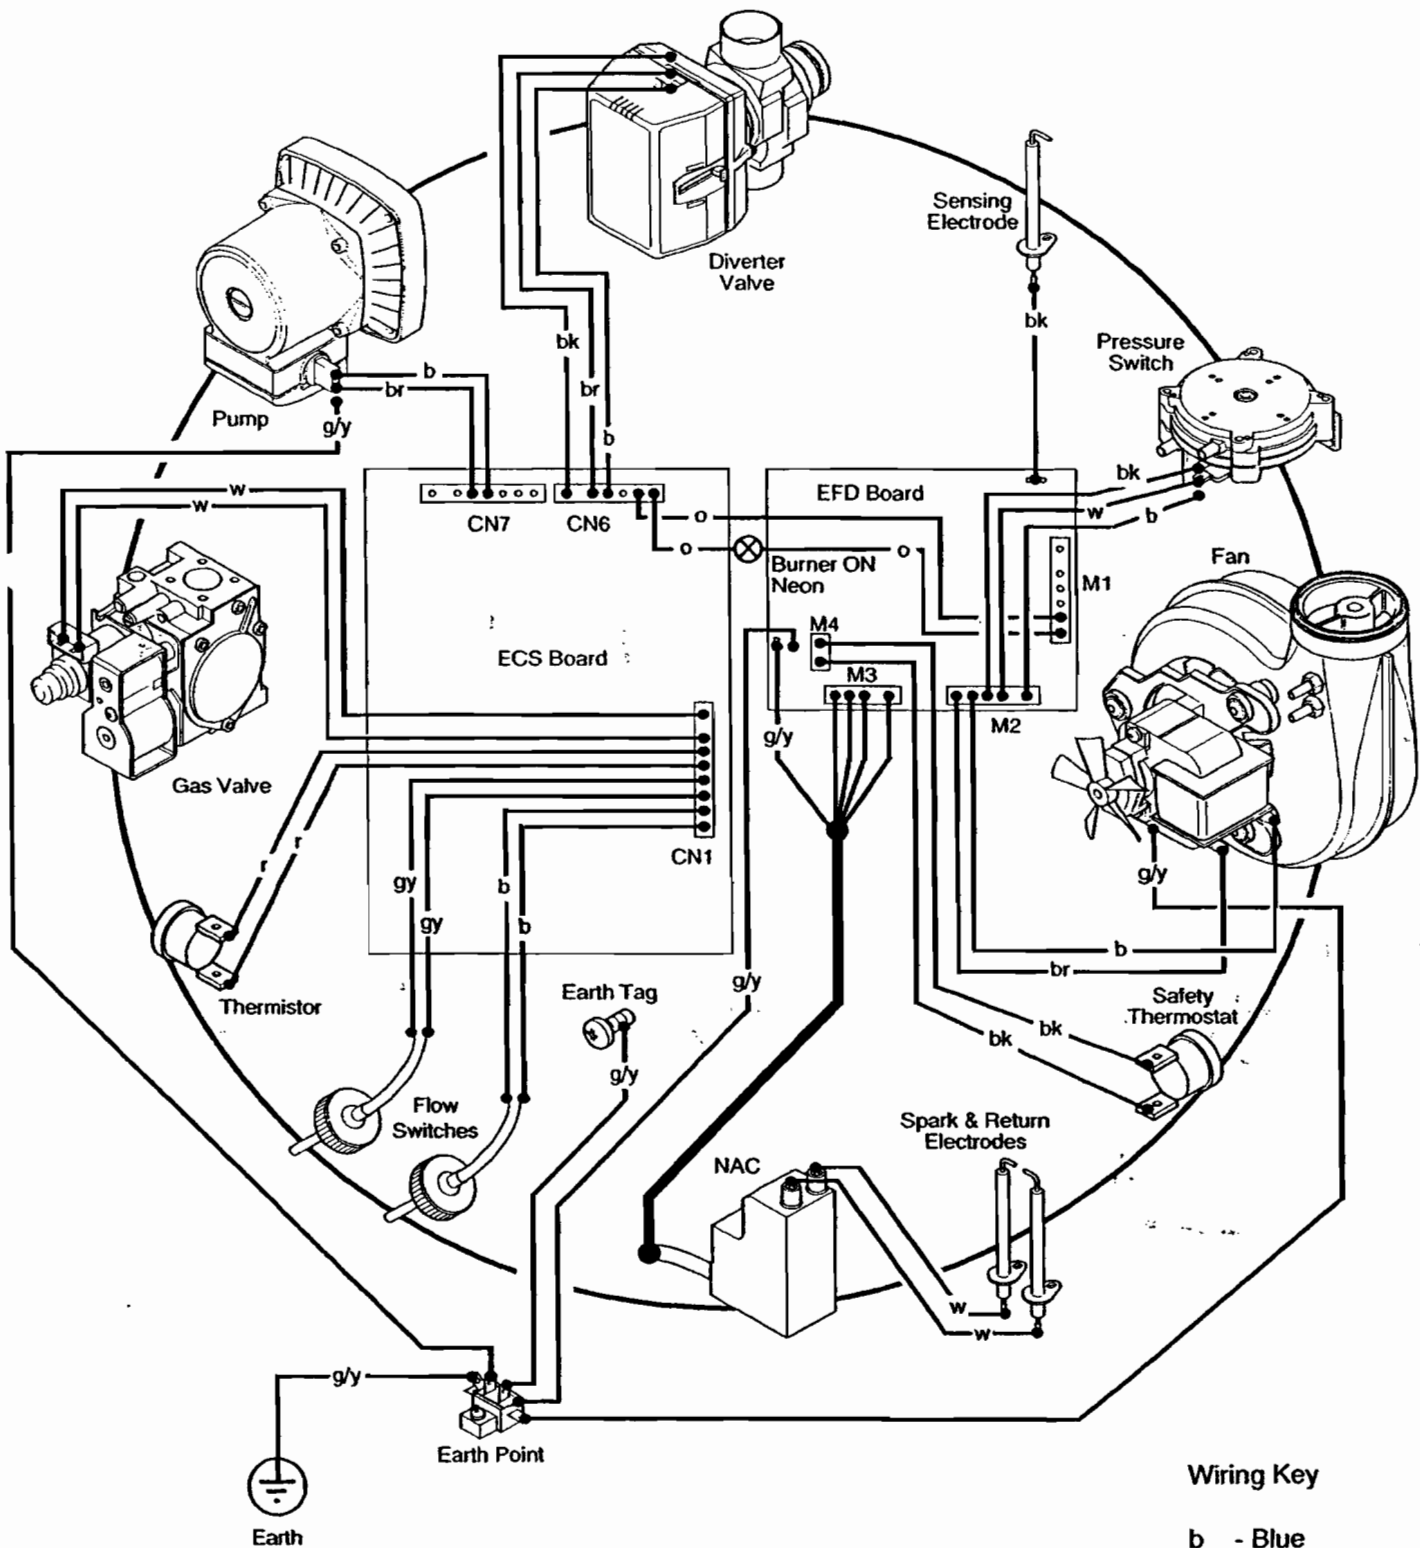 Sensing
Electrode
Diverter
Valve
bk
Pressure
Switch
bk
b
br
br
Pump
g/y
b
bk
w
w
EFD Board
w
b
CN7
CN6
o
o
o
Burner ON
Neon
Fan
M1
M4
ECS Board
M3
M2
g/y
Gas Valve
r
r
CN1
gy
gy
b
b
g/y
b
br
g/y
Earth Tag
Thermistor
g/y
Safety
Thermostat
bk
bk
Flow
Switches
Spark & Return
Electrodes
NAC
w
w
g/y
Earth Point
Earth
Wiring Key
b - Blue